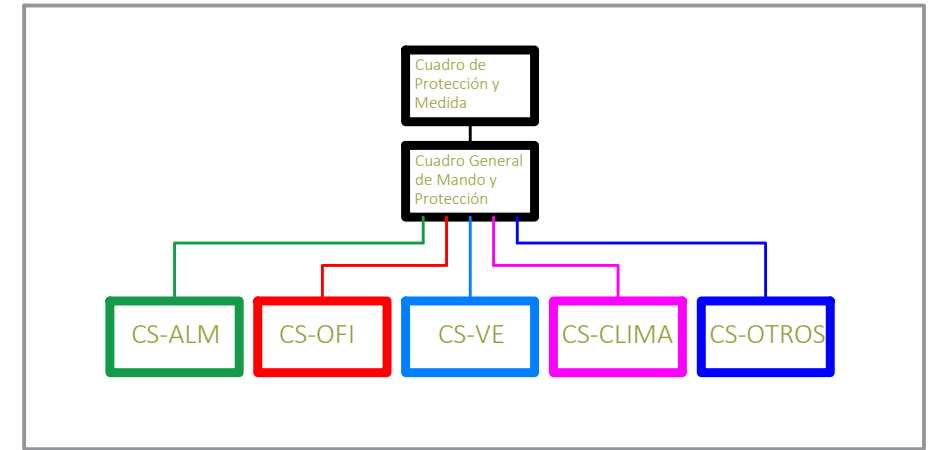 Cuadro de
Protección y
Medida
Cuadro General
de Mando y
Protección
CS-ALM
CS-OFI
CS-VE
CS-CLIMA
CS-OTROS